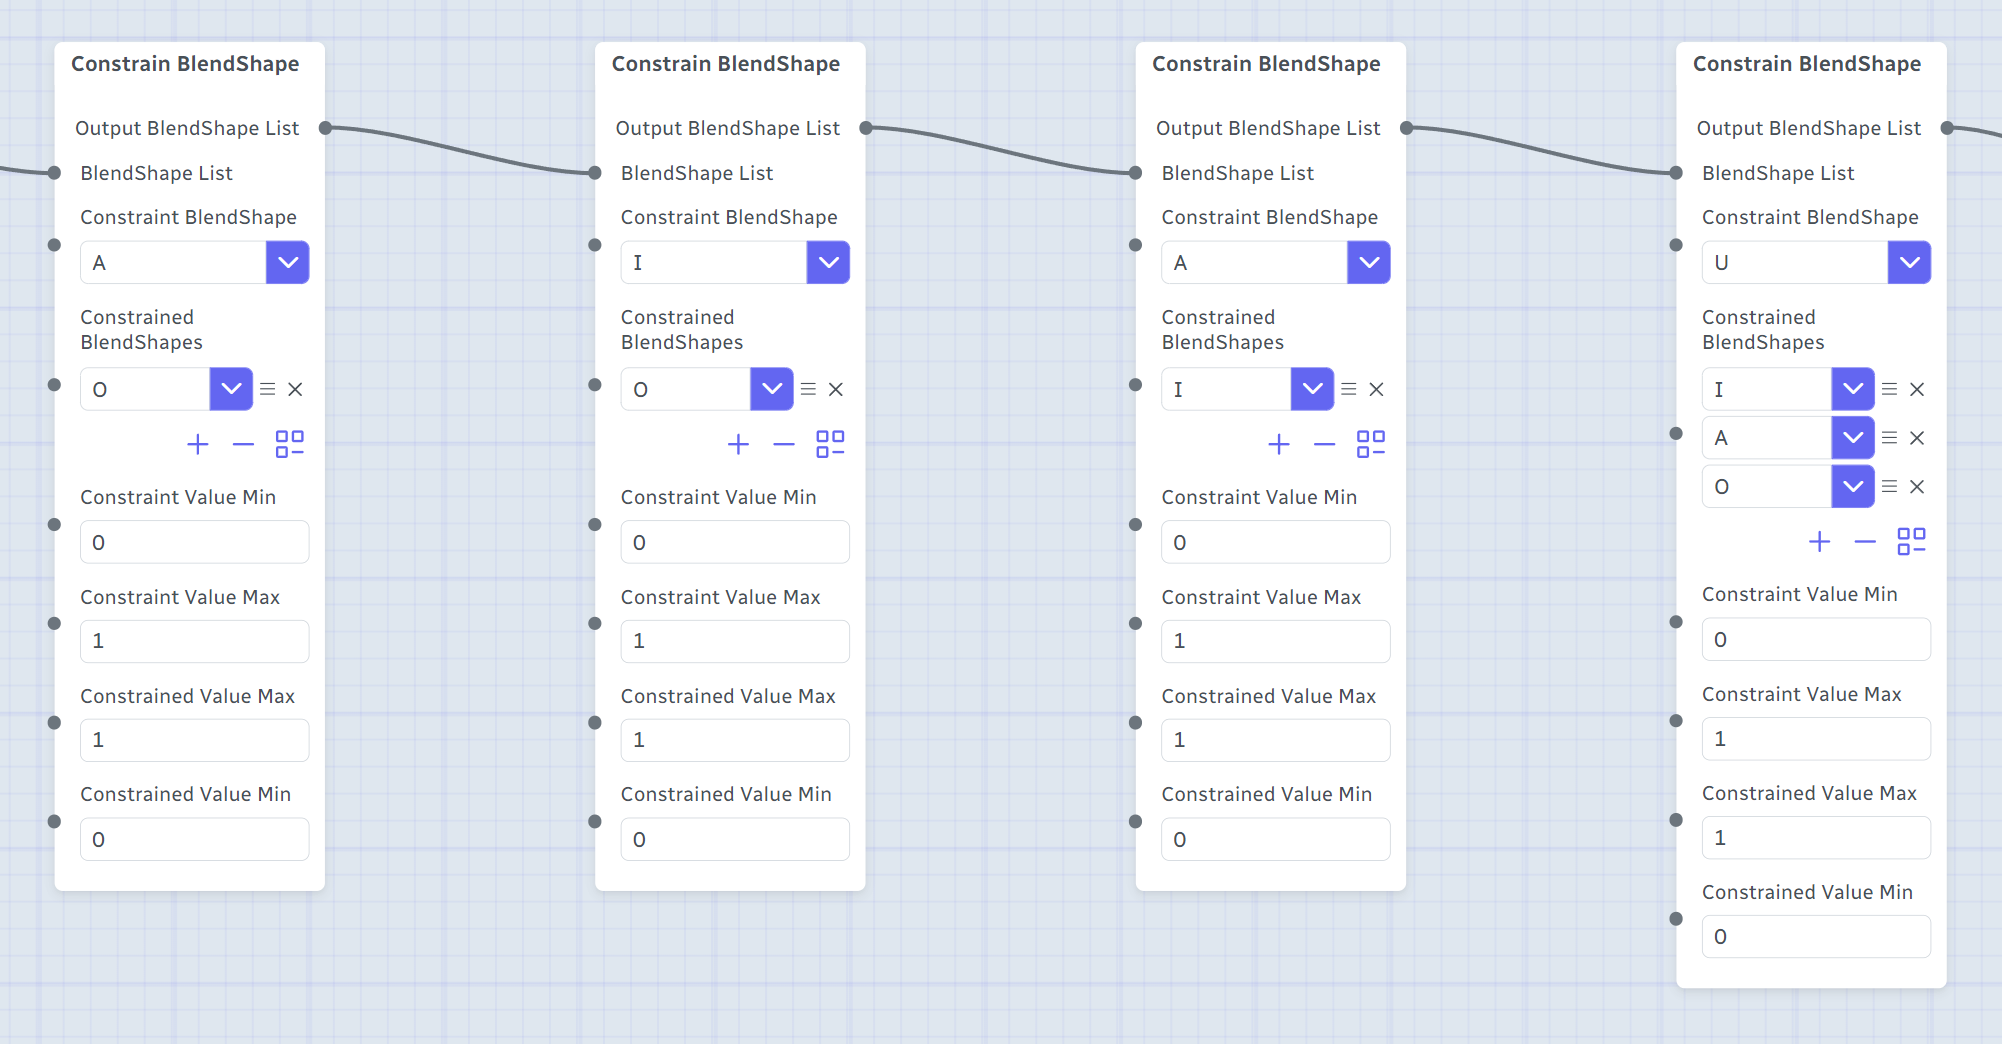 Constrain BlendShape
Output BlendShape List
BlendShape List
Constraint BlendShape
A
Constrained
BlendShapes
O
Constraint Value Min
0
Constraint Value Max
1
Constrained Value Max
1
Constrained Value Min
0
Constrain BlendShape
Output BlendShape List
BlendShape List
Constraint BlendShape
I
Constrained
BlendShapes
O
Constraint Value Min
0
Constraint Value Max
1
Constrained Value Max
1
Constrained Value Min
0
Constrain BlendShape
Output BlendShape List
BlendShape List
Constraint BlendShape
A
Constrained
BlendShapes
I
Constraint Value Min
0
Constraint Value Max
1
Constrained Value Max
1
Constrained Value Min
0
Constrain BlendShape
Output BlendShape List
BlendShape List
Constraint BlendShape
U
Constrained
BlendShapes
I
A
O
Constraint Value Min
0
Constraint Value Max
1
Constrained Value Max
1
Constrained Value Min
0